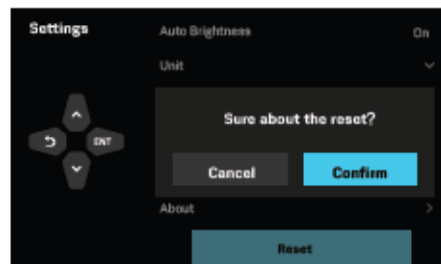 Settings
Auto Brightness On
Unit
ENT
Sure about the reset?
Cancel Confirm
About
Reset